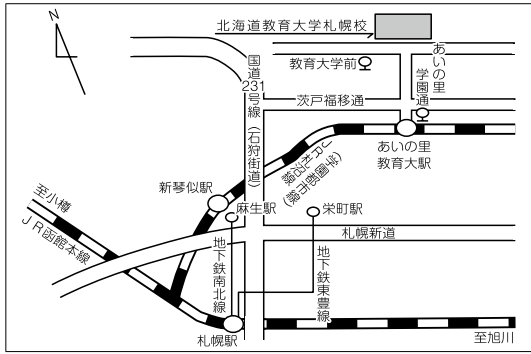 N
北海道教育大学札幌校
教育大学前
あいの里
学園通
国道231号線（石狩街道）
茨戸福移通
あいの里
教育大駅
JR札沼線
（学園都市線）
新琴似駅
麻生駅
栄町駅
至小樽
JR函館本線
札幌新道
地下鉄南北線
地下鉄東豊線
札幌駅
至旭川